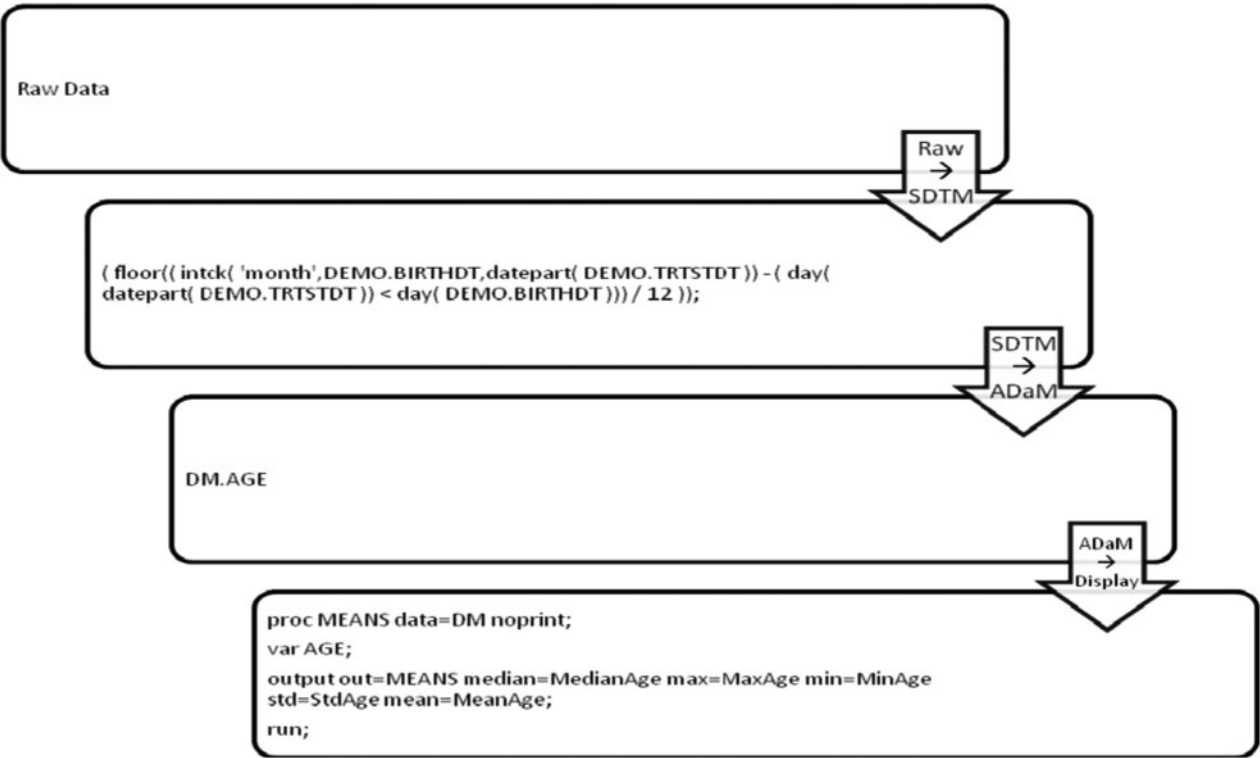 Raw Data
Raw
→
SDTM
( floor(( intck( 'month',DEMO.BIRTHDT,datepart( DEMO.TRTSTDT )) - ( day(
datepart( DEMO.TRTSTDT )) < day( DEMO.BIRTHDT ))) / 12 ));
SDTM
→
ADaM
DM.AGE
ADaM
→
Display
proc MEANS data=DM noprint;
var AGE;
output out=MEANS median=MedianAge max=MaxAge min=MinAge
std=StdAge mean=MeanAge;
run;